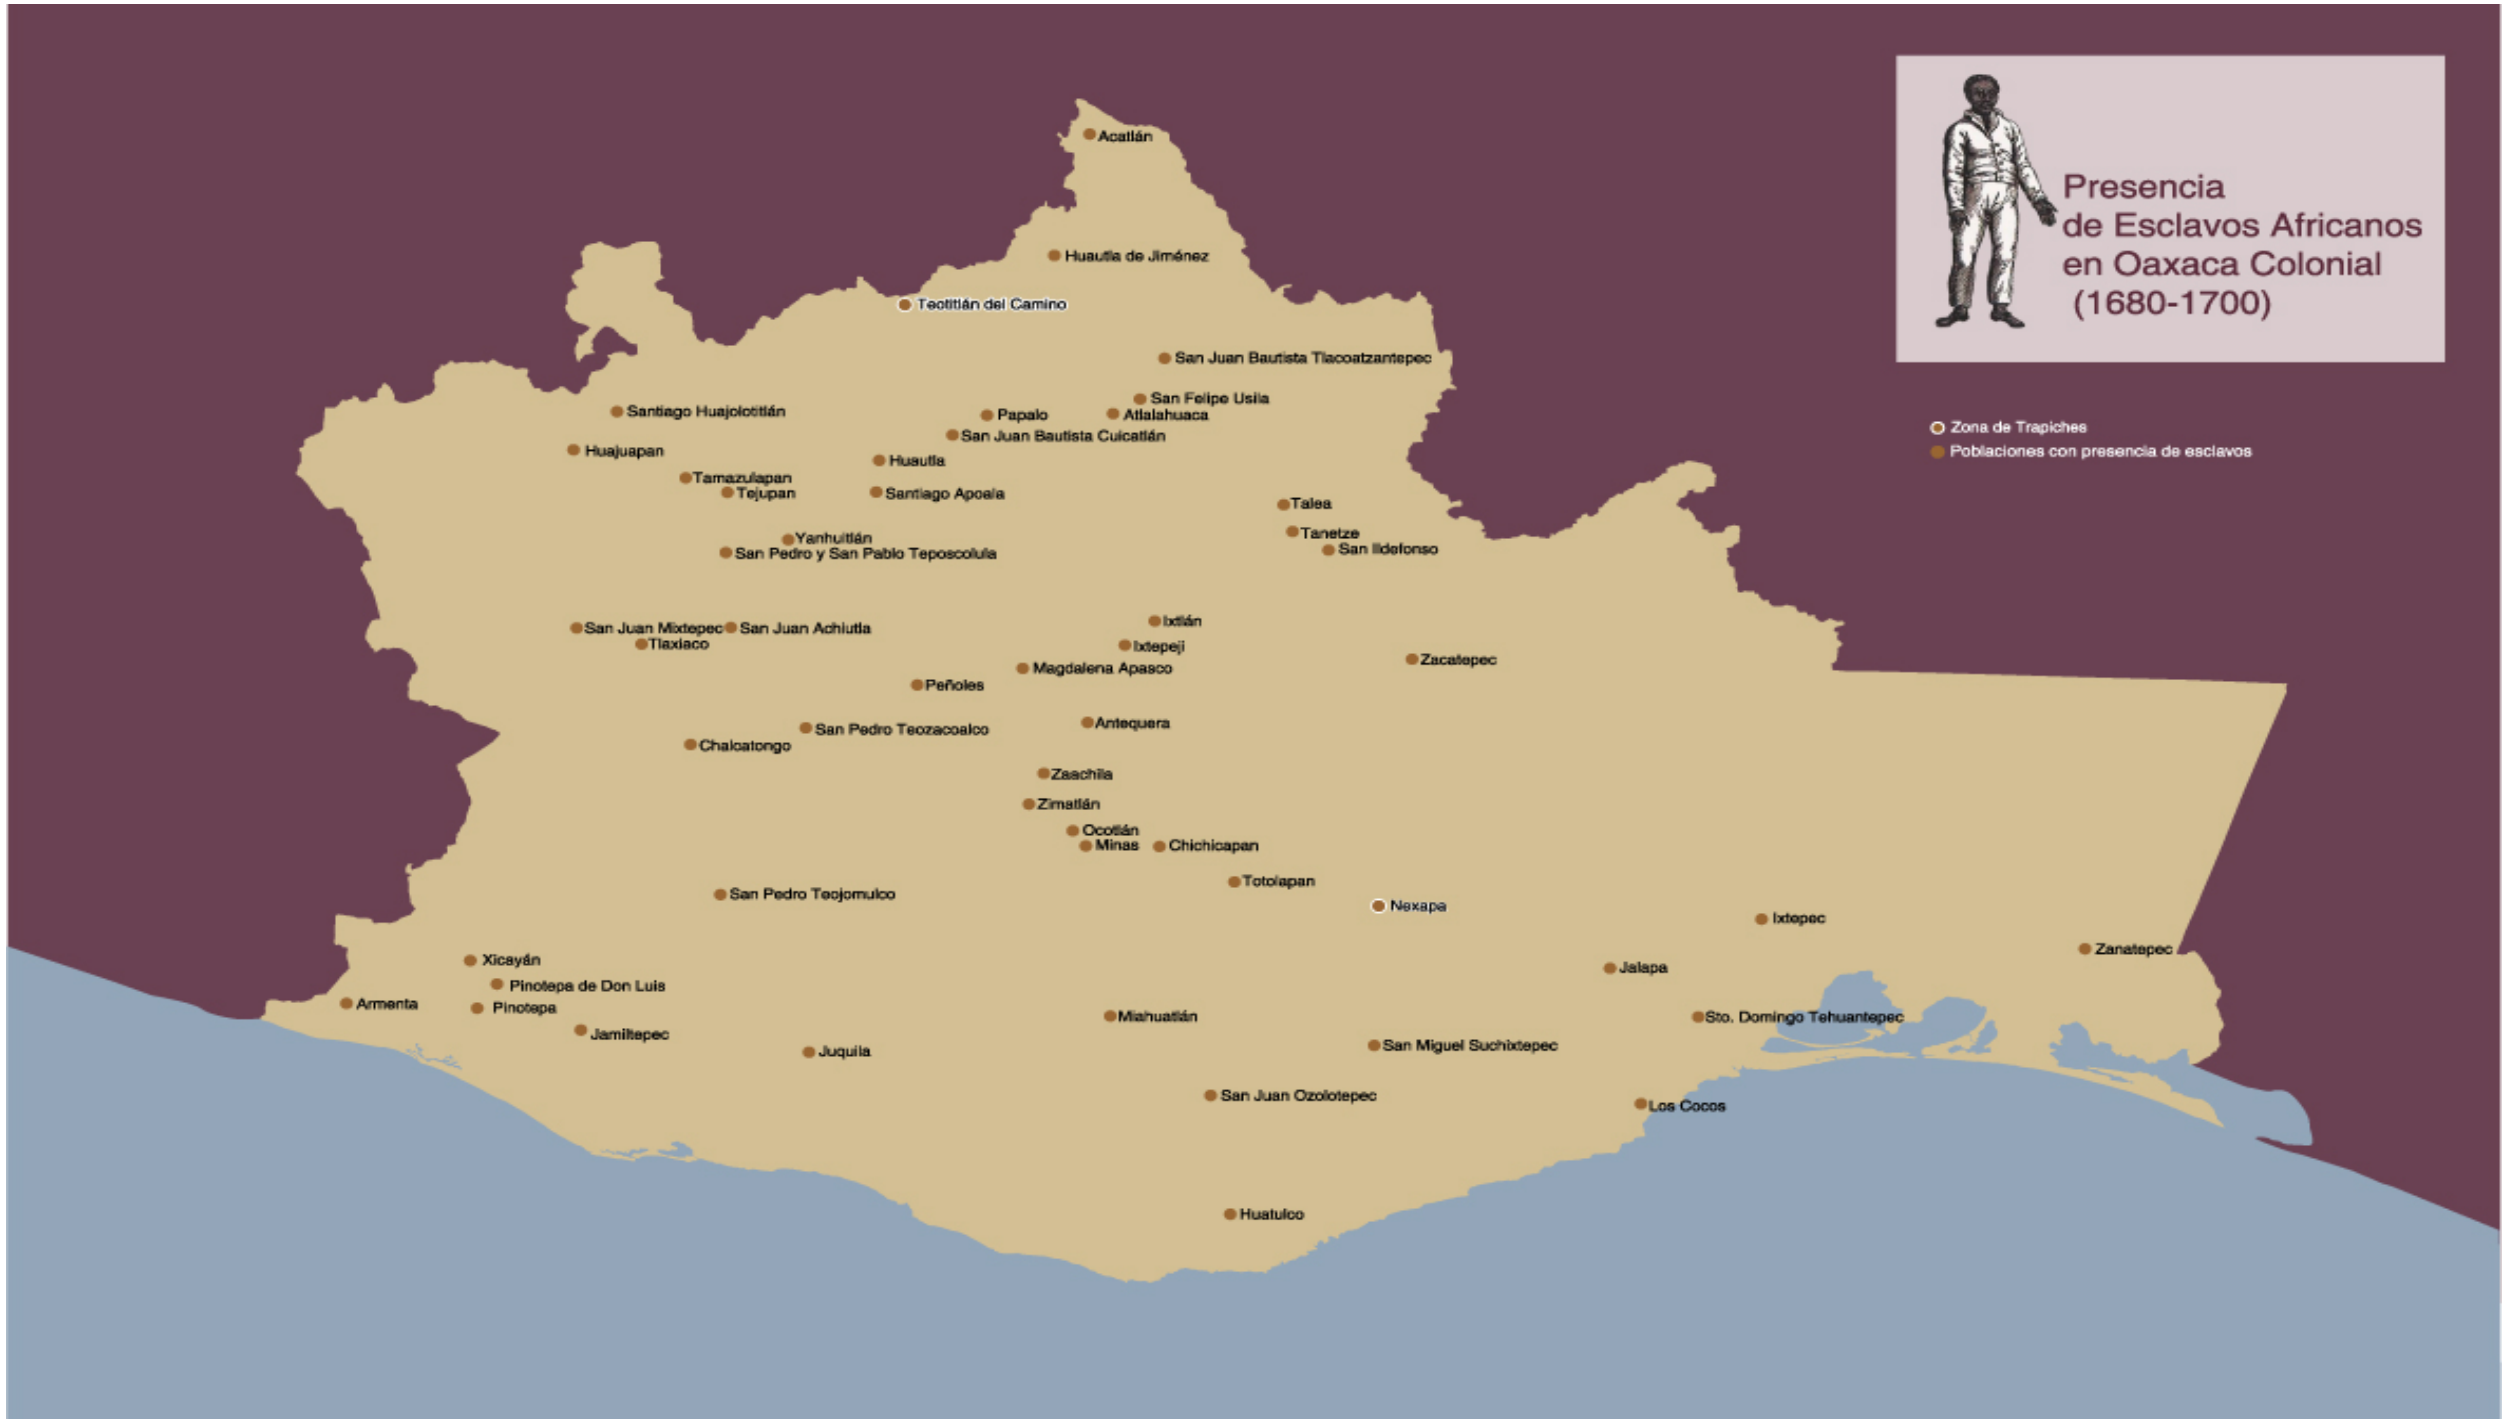 Presencia
de Esclavos Africanos
en Oaxaca Colonial
(1680-1700)
Zona de Trapiches
Poblaciones con presencia de esclavos
Acatlán
Huautla de Jiménez
Teotitlán del Camino
San Juan Bautista Tlacoatzantepec
San Felipe Usila
Santiago Huajolotitlán
Papalo
Atlalahuaca
San Juan Bautista Cuicatlán
Huajuapan
Huautla
Tamazulapan
Tejupan
Santiago Apoala
Talea
Tanetze
Yanhuitlán
San Ildefonso
San Pedro y San Pablo Teposcolula
Ixtlán
San Juan Mixtepec
San Juan Achiutla
Tlaxiaco
Ixtepeji
Zacatepec
Magdalena Apasco
Peñoles
Antequera
San Pedro Teozacoalco
Chalcatongo
Zaachila
Zimatlán
Ocotlán
Minas
Chichicapan
Totolapan
San Pedro Teojomulco
Nexapa
Ixtepec
Zanatepec
Xicayán
Jalapa
Pinotepa de Don Luis
Armenta
Pinotepa
Miahuatlán
Sto. Domingo Tehuantepec
Jamiltepec
San Miguel Suchixtepec
Juquila
San Juan Ozolotepec
Los Cocos
Huatulco